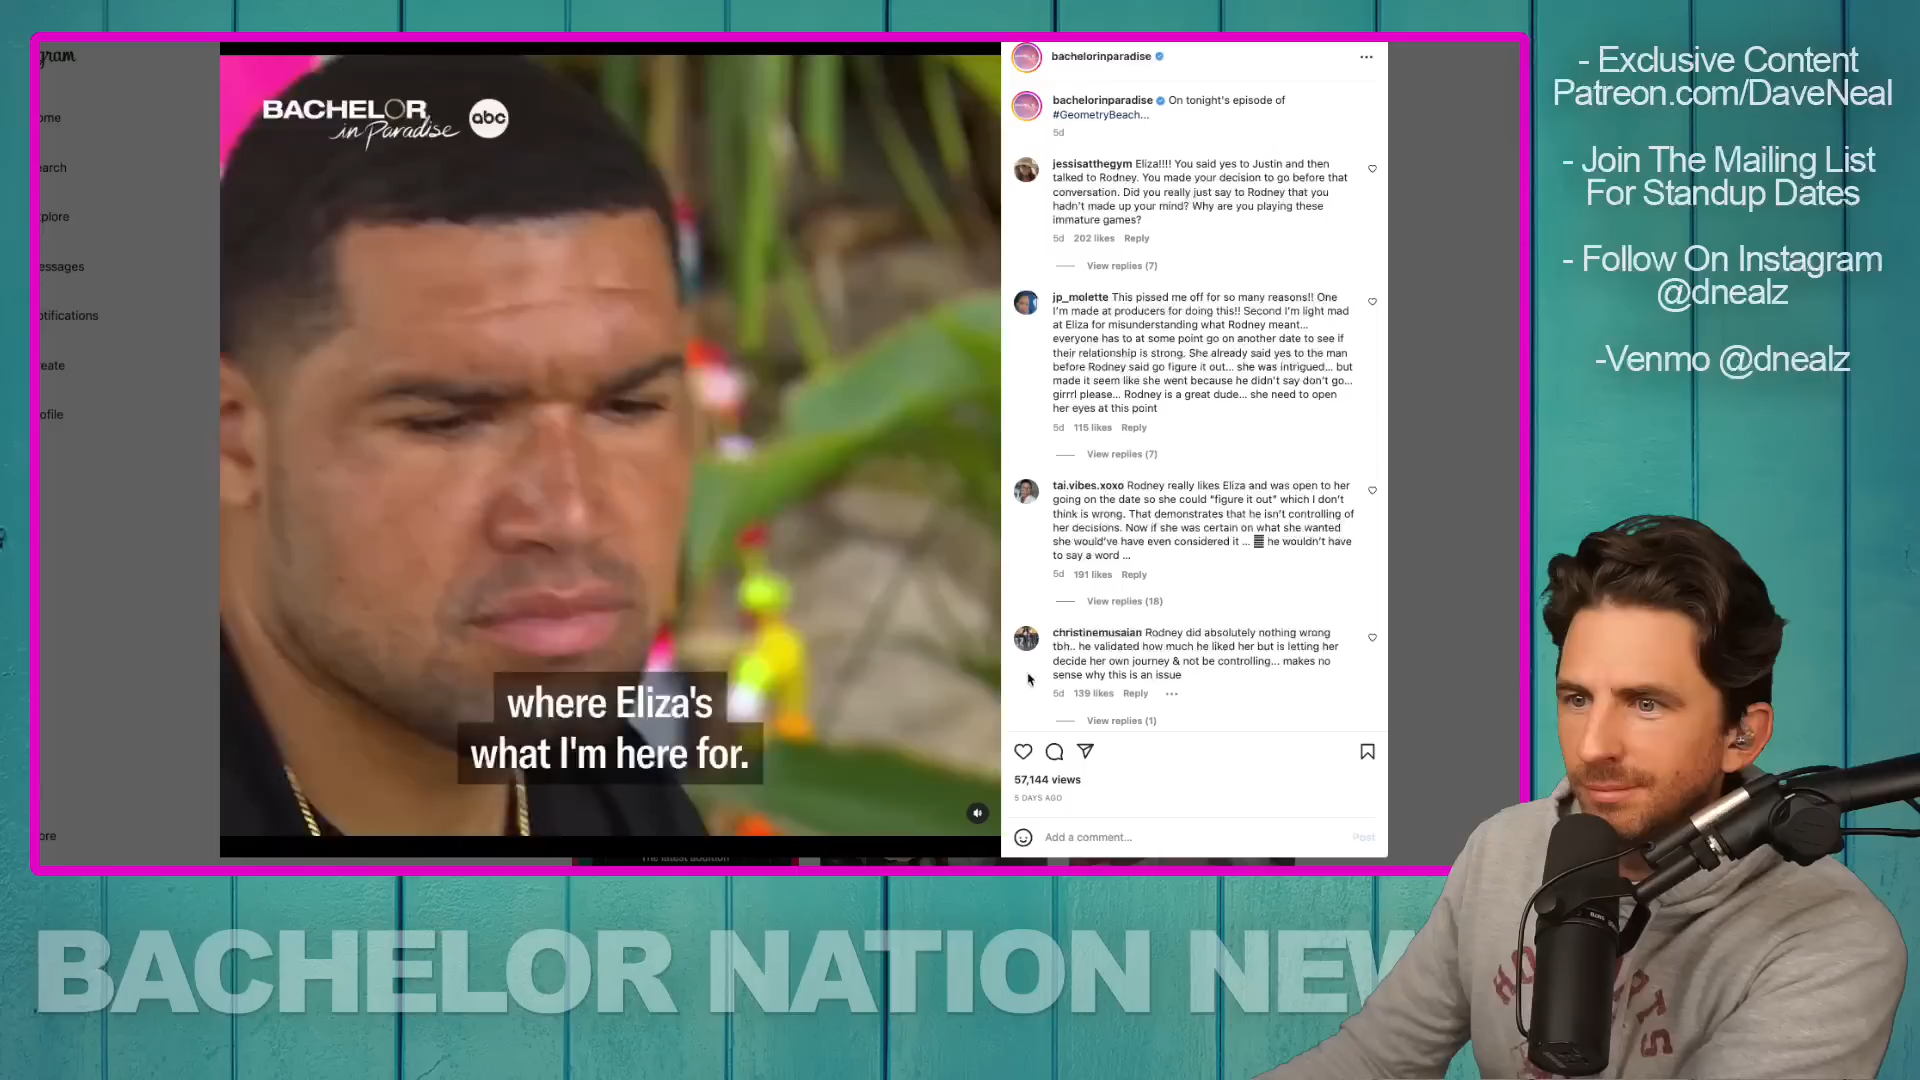 gram
ome
earch
plore
essages
otifications
eate
ofile
ore
BACHELOR
in Paradise
abc
where Eliza's
what I'm here for.
The latest addition
bachelorinparadise
bachelorinparadise On tonight's episode of
#GeometryBeach...
5d
jessisatthegym Eliza!!!! You said yes to Justin and then
talked to Rodney. You made your decision to go before that
conversation. Did you really just say to Rodney that you
hadn't made up your mind? Why are you playing these
immature games?
5d 202 likes Reply
View replies (7)
jp_molette This pissed me off for so many reasons!! One
I'm made at producers for doing this!! Second I'm light mad
at Eliza for misunderstanding what Rodney meant...
everyone has to at some point go on another date to see if
their relationship is strong. She already said yes to the man
before Rodney said go figure it out... she was intrigued... but
made it seem like she went because he didn't say don't go...
girrrl please... Rodney is a great dude... she need to open
her eyes at this point
5d 115 likes Reply
View replies (7)
tai.vibes.xoxo Rodney really likes Eliza and was open to her
going on the date so she could "figure it out" which I don't
think is wrong. That demonstrates that he isn't controlling of
her decisions. Now if she was certain on what she wanted
she would've have even considered it ... he wouldn't have
to say a word ...
5d 191 likes Reply
View replies (18)
christinemusaian Rodney did absolutely nothing wrong
tbh.. he validated how much he liked her but is letting her
decide her own journey & not be controlling... makes no
sense why this is an issue
5d 139 likes Reply
View replies (1)
57,144 views
5 DAYS AGO
Add a comment...
Post
- Exclusive Content
Patreon.com/DaveNeal
- Join The Mailing List
For Standup Dates
- Follow On Instagram
@dnealz
-Venmo @dnealz
BACHELOR NATION NEW